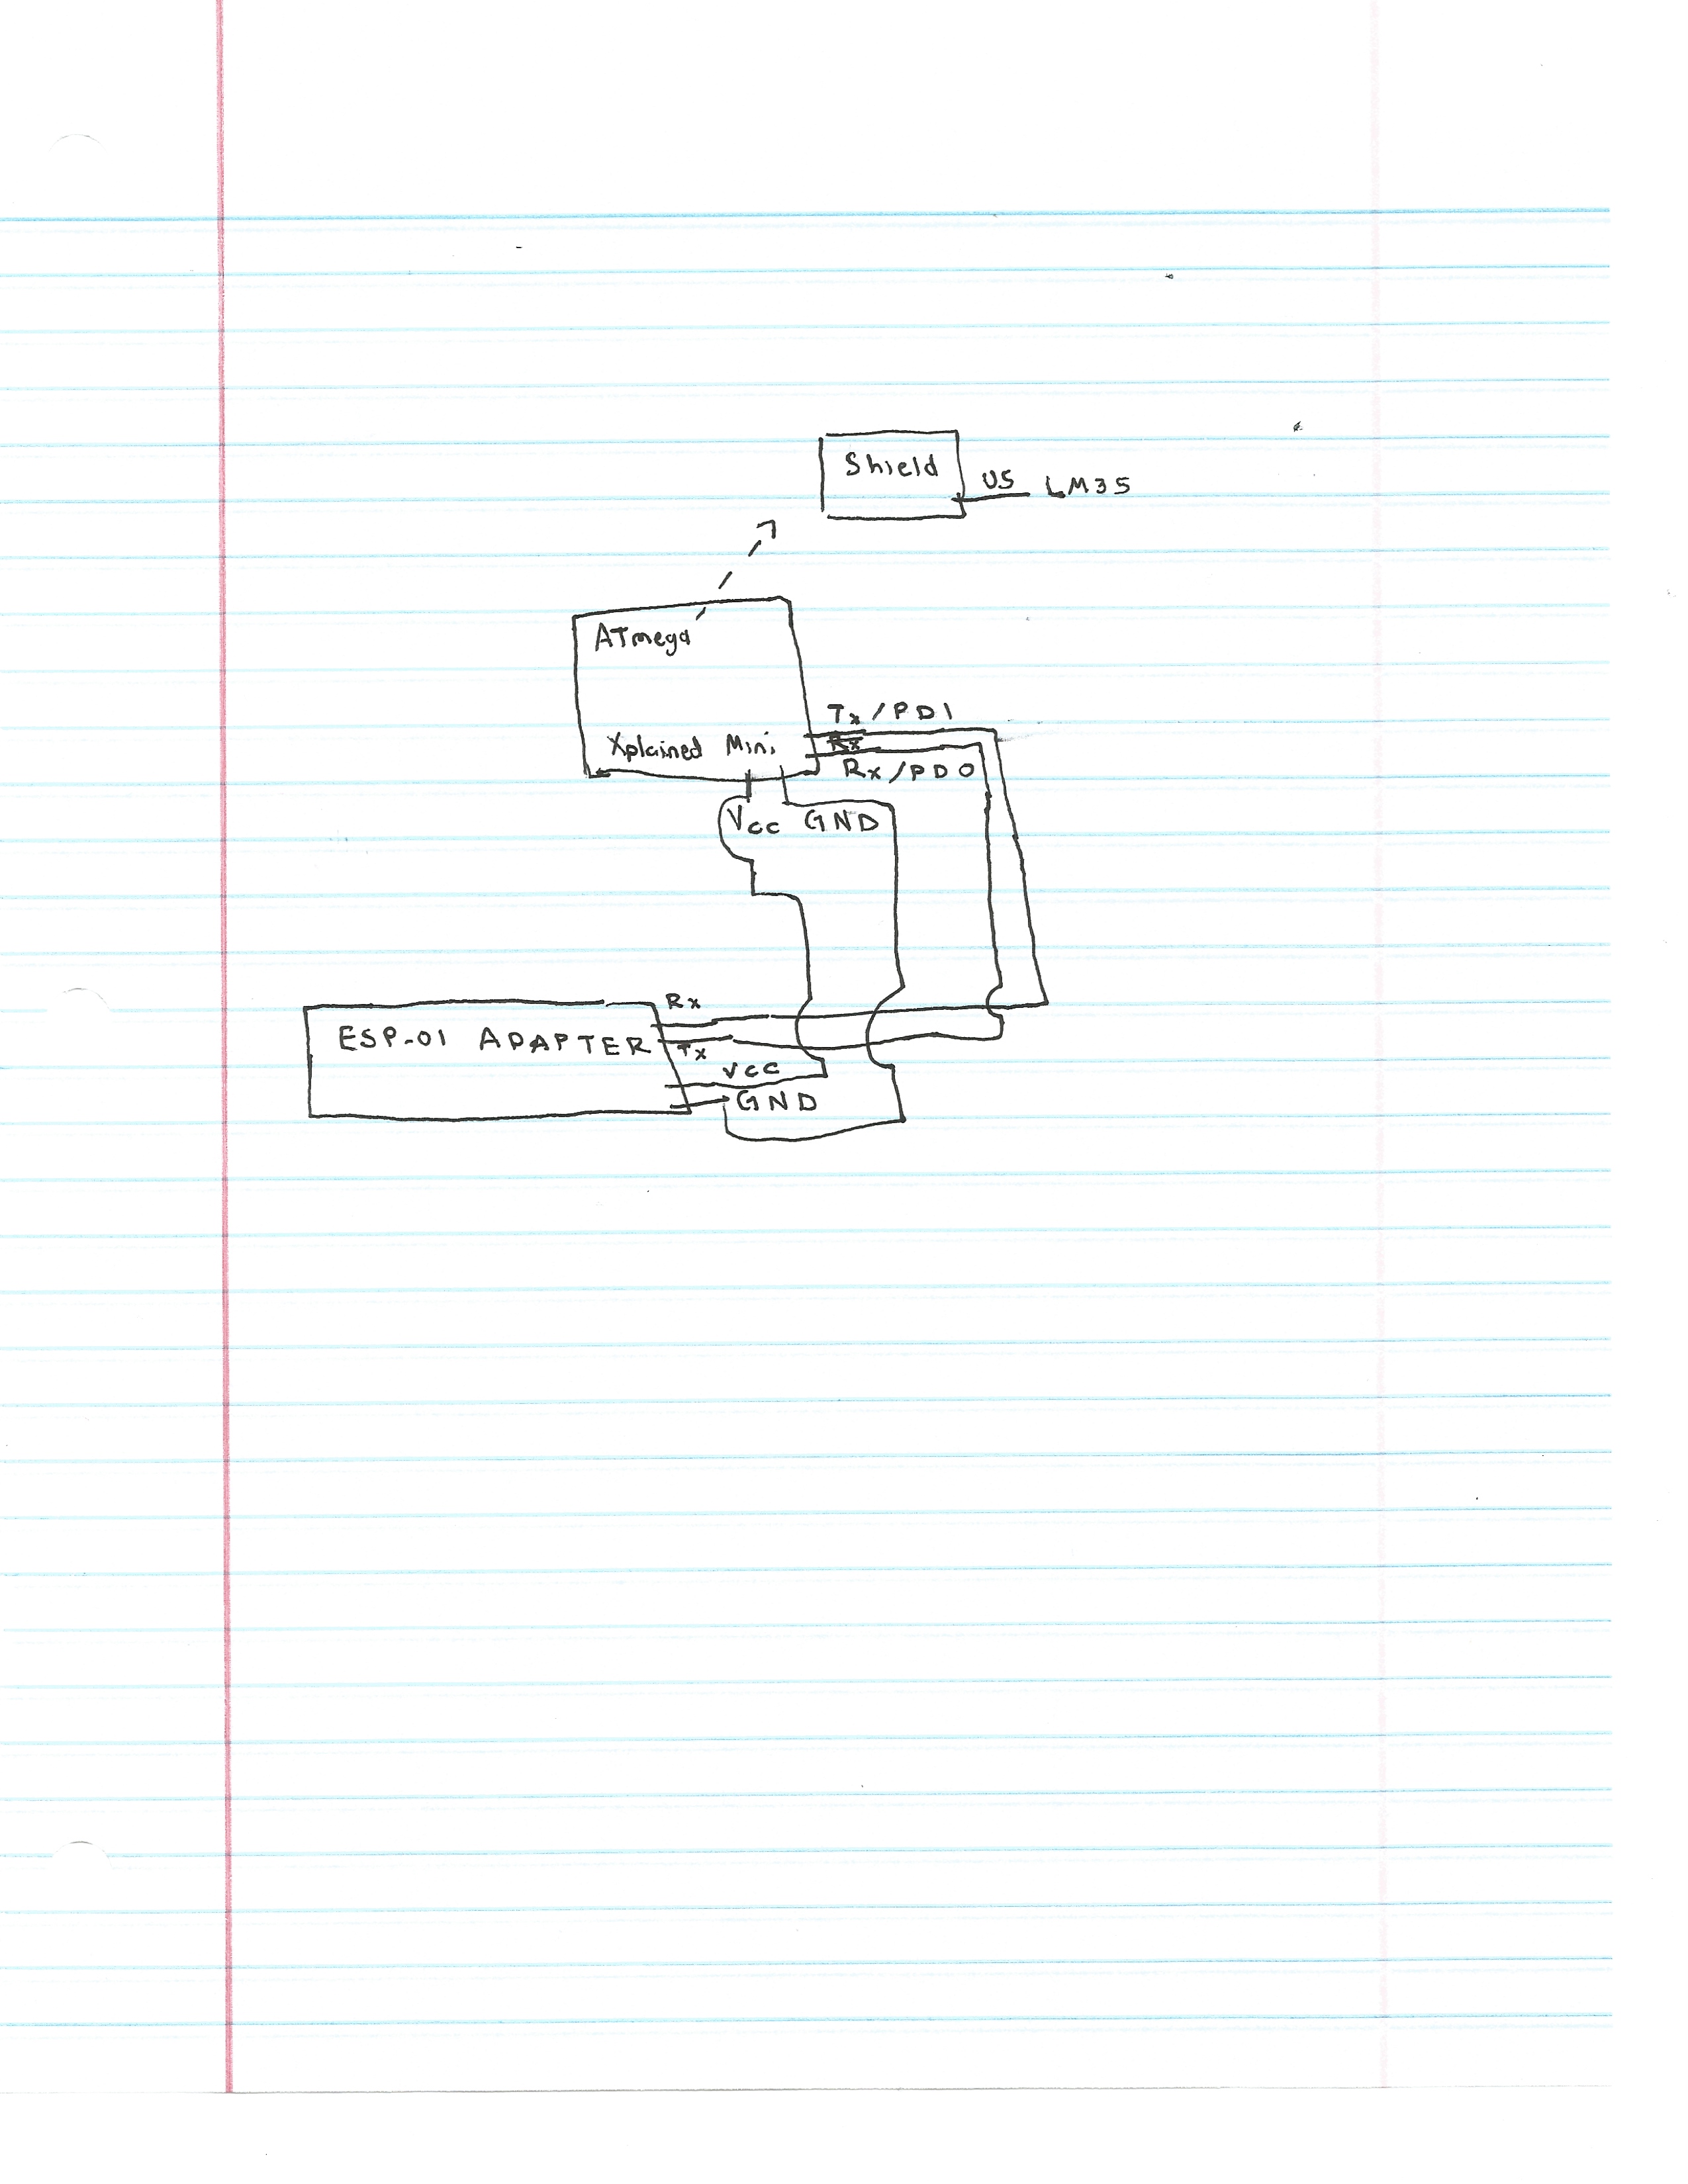 Shield
U5 LM35
ATmega
Xplained Mini
Tx/PD1
Rx
Rx/PD0
Vcc GND
Rx
ESP-01 ADAPTER
Tx
Vcc
GND